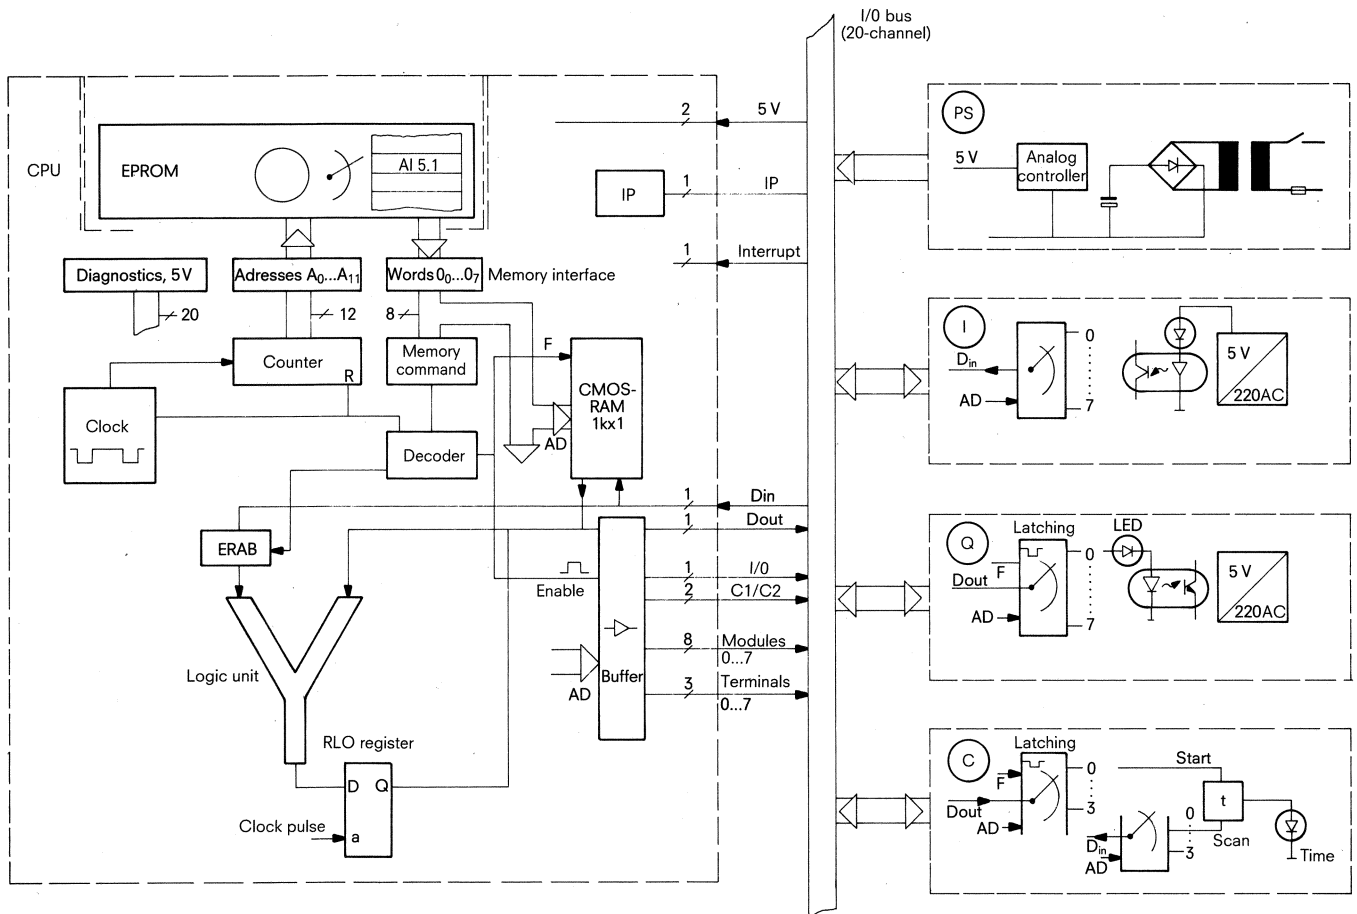 I/0 bus
(20-channel)
CPU
EPROM
AI 5.1
2
5 V
IP
1
IP
1
Interrupt
Diagnostics, 5V
20
Adresses A0...A11
12
Words 00...07
Memory interface
8
Counter
R
Memory
command
F
CMOS-
RAM
1kx1
AD
Clock
Decoder
1
Din
1
Dout
ERAB
Enable
1
I/0
2
C1/C2
8
Modules
0...7
Buffer
AD
3
Terminals
0...7
Logic unit
RLO register
D
Q
Clock pulse
a
PS
5 V
Analog
controller
I
Din
AD
0
7
5 V
220AC
Q
Latching
LED
F
Dout
AD
0
7
5 V
220AC
C
Latching
F
Dout
AD
0
3
Start
t
0
3
Din
AD
Scan
Time